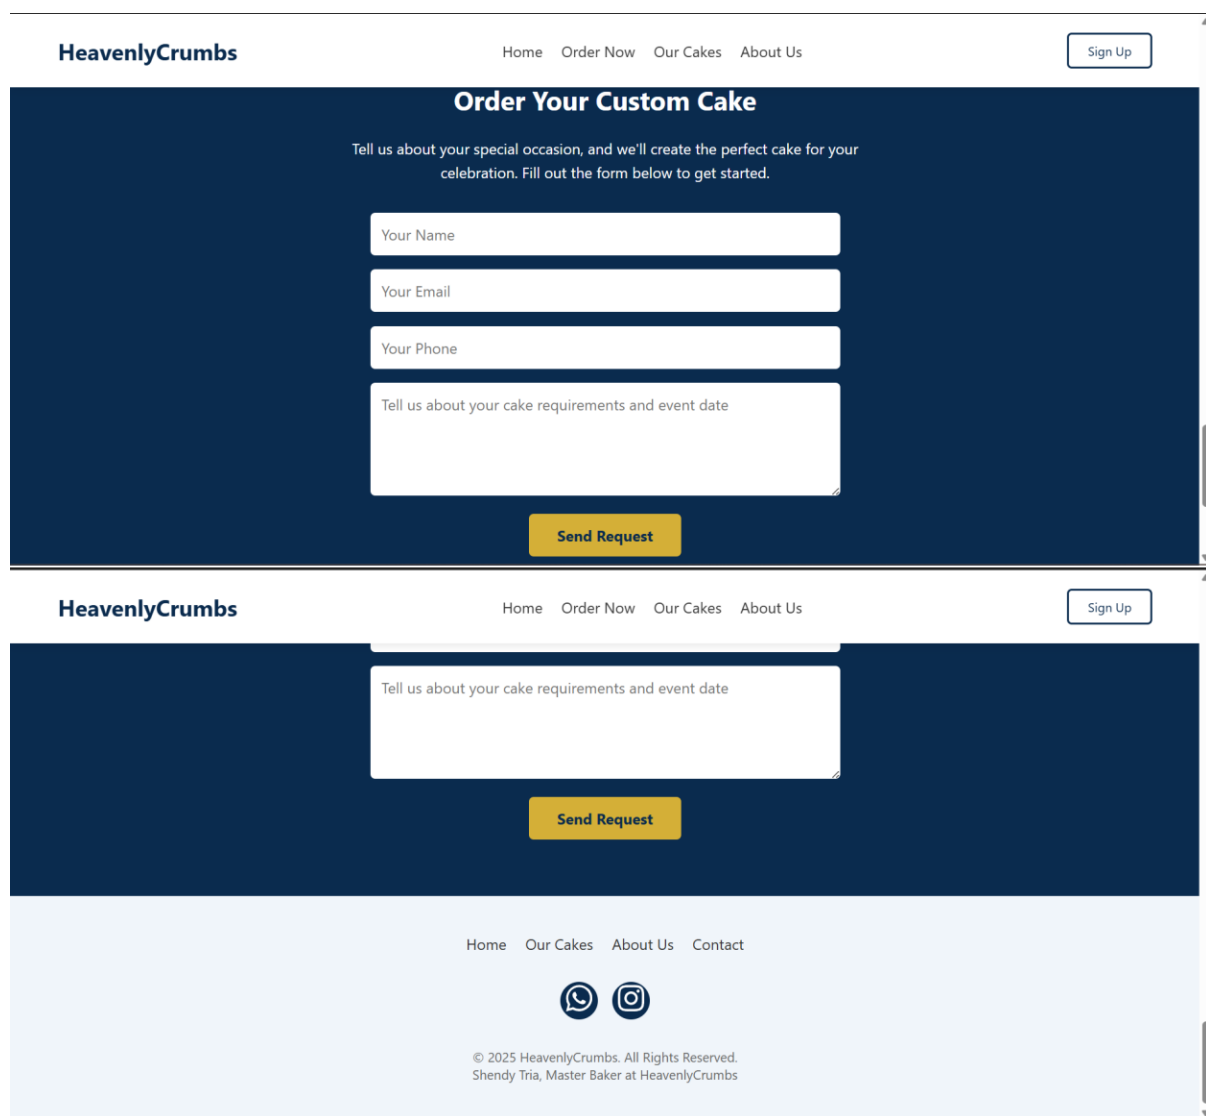 HeavenlyCrumbs
Home Order Now Our Cakes About Us
Sign Up
Order Your Custom Cake
Tell us about your special occasion, and we'll create the perfect cake for your
celebration. Fill out the form below to get started.
Your Name
Your Email
Your Phone
Tell us about your cake requirements and event date
Send Request
HeavenlyCrumbs
Home Order Now Our Cakes About Us
Sign Up
Tell us about your cake requirements and event date
Send Request
Home Our Cakes About Us Contact
© 2025 HeavenlyCrumbs. All Rights Reserved.
Shendy Tria, Master Baker at HeavenlyCrumbs